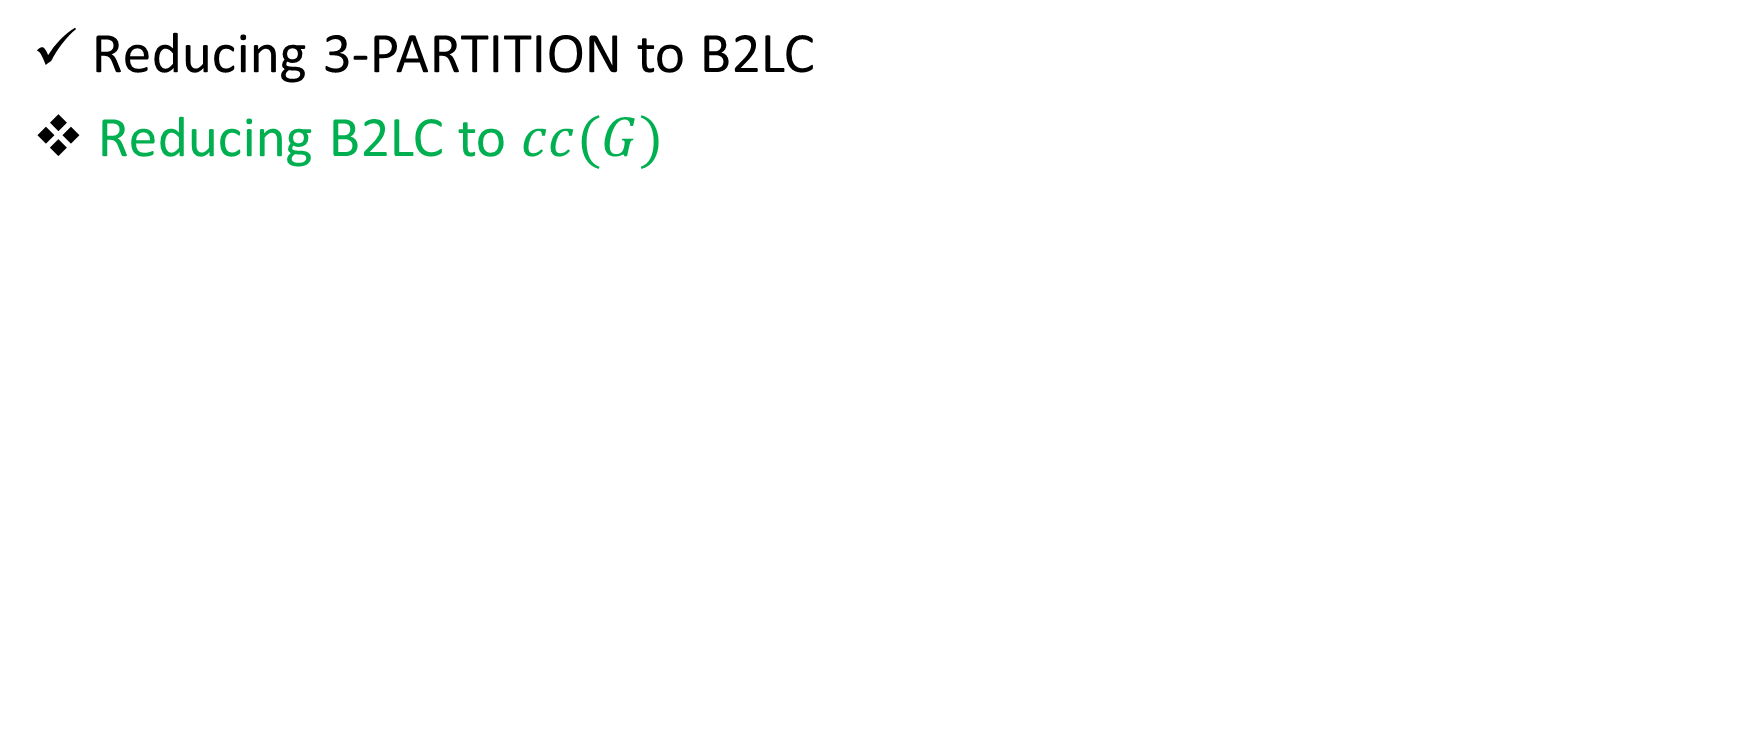 ✓ Reducing 3-PARTITION to B2LC
❖ Reducing B2LC to 𝑐𝑐(𝐺)